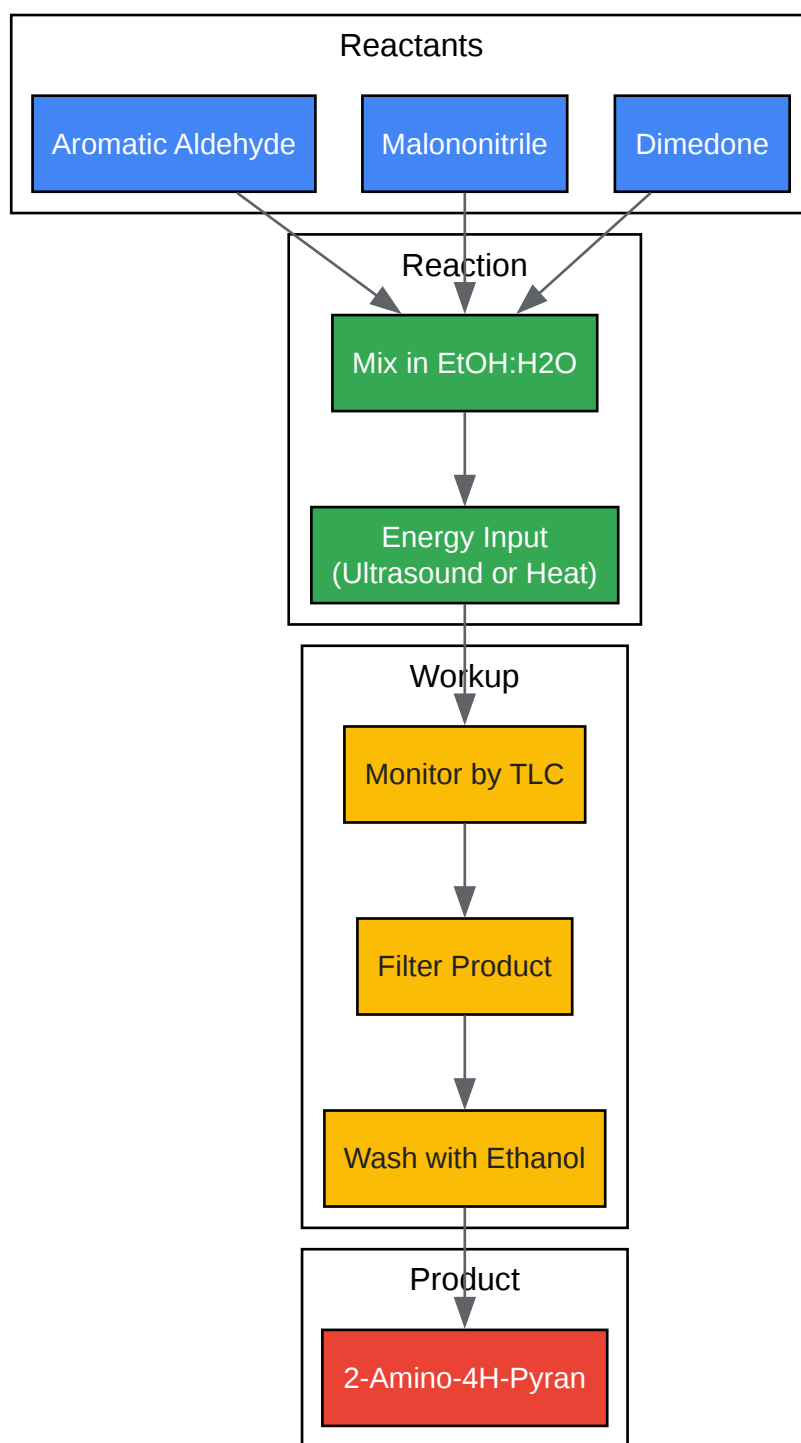 Reactants
Aromatic Aldehyde
Malononitrile
Dimedone
Reaction
Mix in EtOH:H2O
Energy Input
(Ultrasound or Heat)
Workup
Monitor by TLC
Filter Product
Wash with Ethanol
Product
2-Amino-4H-Pyran